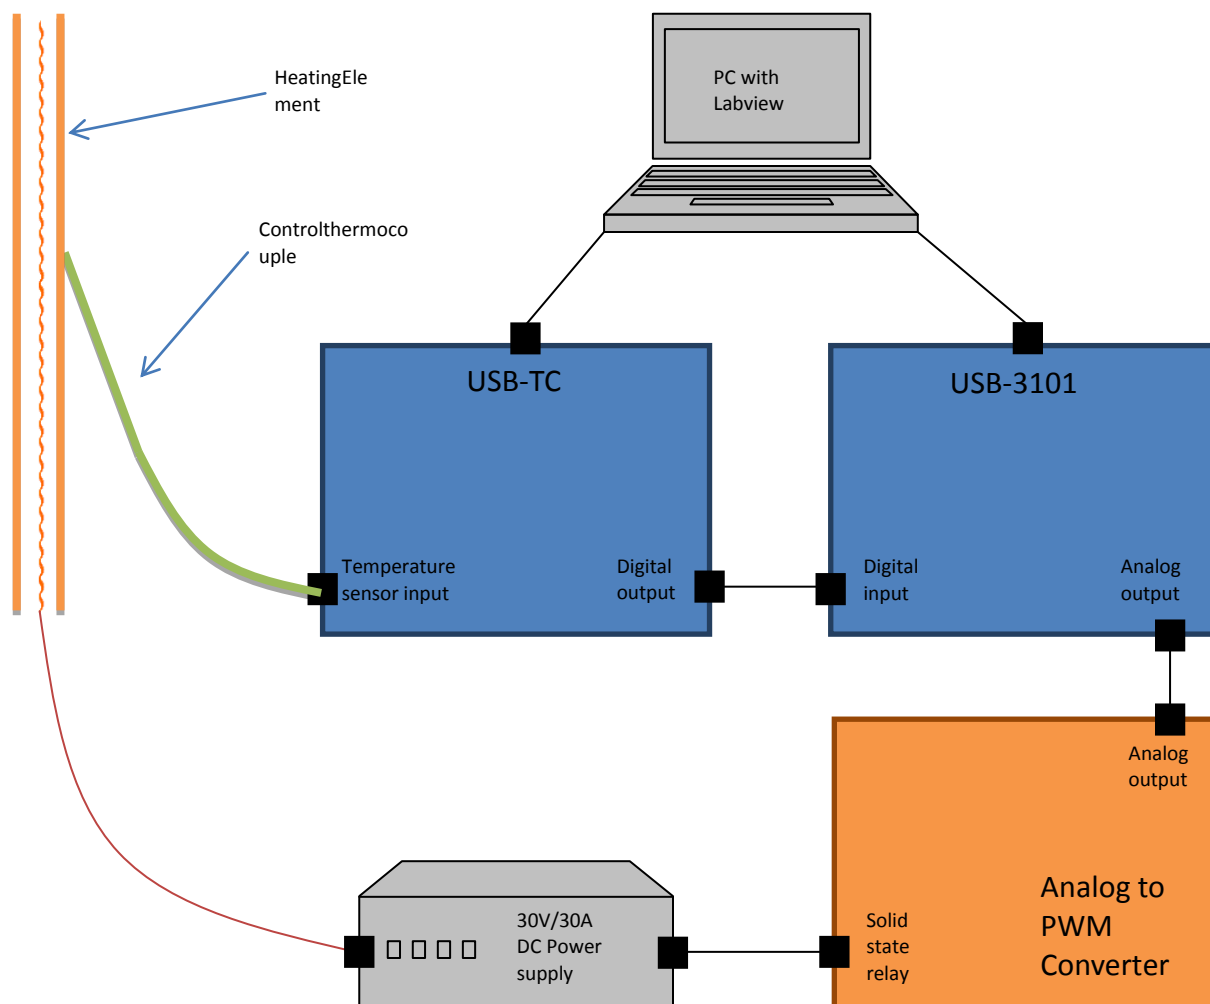 HeatingEle
ment
PC with
Labview
Controlthermoco
uple
USB-TC
USB-3101
Temperature
sensor input
Digital
output
Digital
input
Analog
output
Analog
output
30V/30A
DC Power
supply
Solid
state
relay
Analog to
PWM
Converter